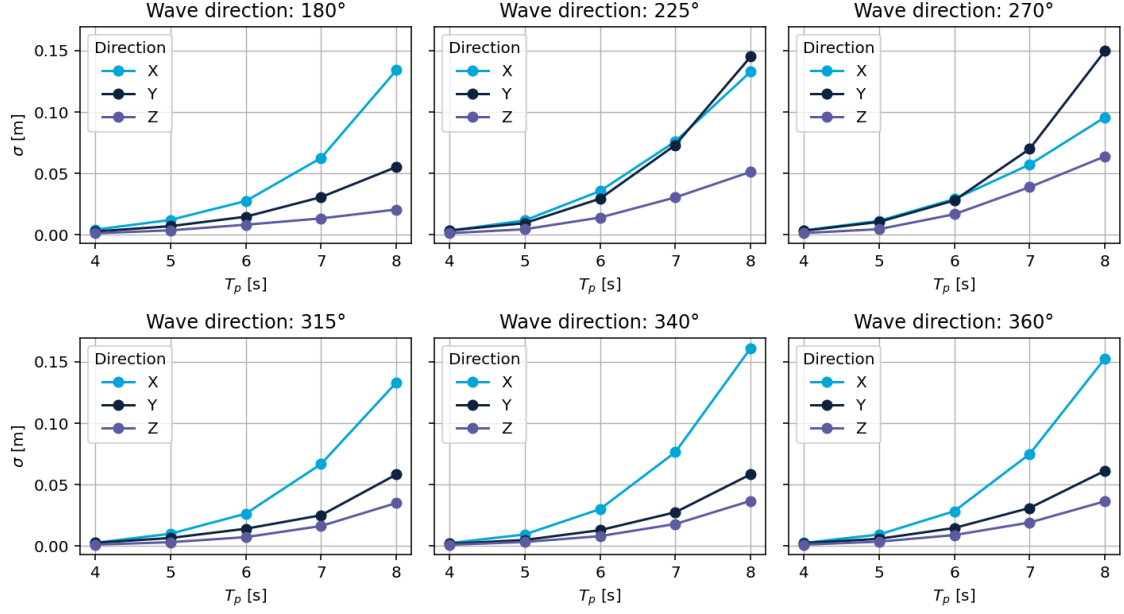 Wave direction: 180°
0.15
0.10
0.05
0.00
σ [m]
Direction
X
Y
Z
4 5 6 7 8
T_p [s]
Wave direction: 225°
Direction
X
Y
Z
4 5 6 7 8
T_p [s]
Wave direction: 270°
Direction
X
Y
Z
4 5 6 7 8
T_p [s]
Wave direction: 315°
0.15
0.10
0.05
0.00
σ [m]
Direction
X
Y
Z
4 5 6 7 8
T_p [s]
Wave direction: 340°
Direction
X
Y
Z
4 5 6 7 8
T_p [s]
Wave direction: 360°
Direction
X
Y
Z
4 5 6 7 8
T_p [s]